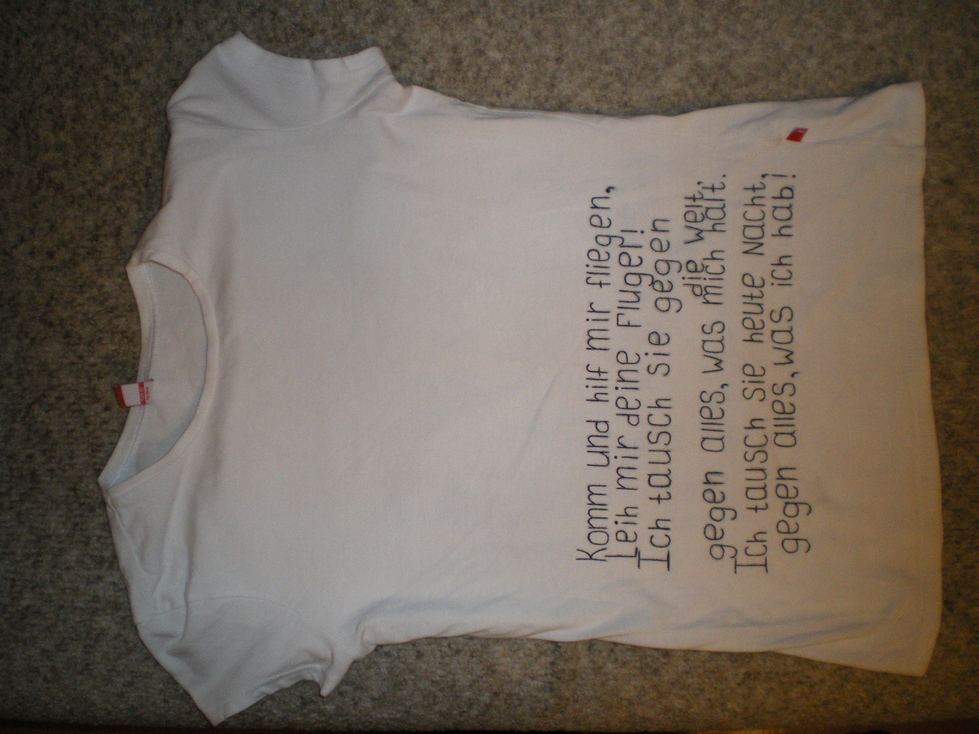 Komm und hilf mir fliegen,
Leih mir deine Flügel!
Ich tausch sie gegen
die Welt,
gegen alles, was mich hält.
Ich tausch sie heute Nacht,
gegen alles, was ich hab!